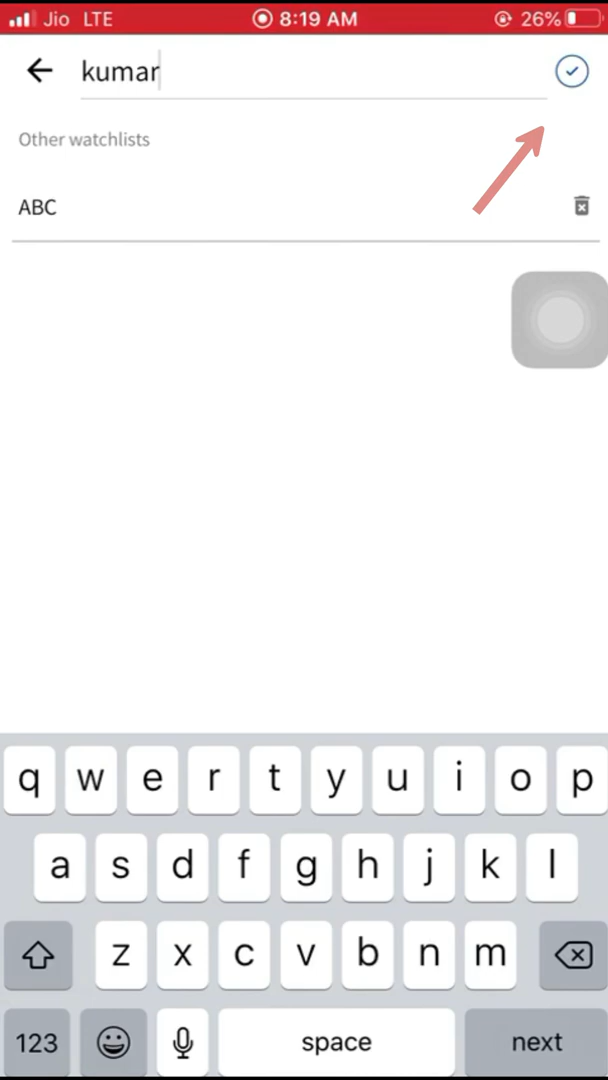 Jio LTE 8:19 AM 26%
kumar
Other watchlists
ABC
q w e r t y u i o p
a s d f g h j k l
z x c v b n m
123 space next